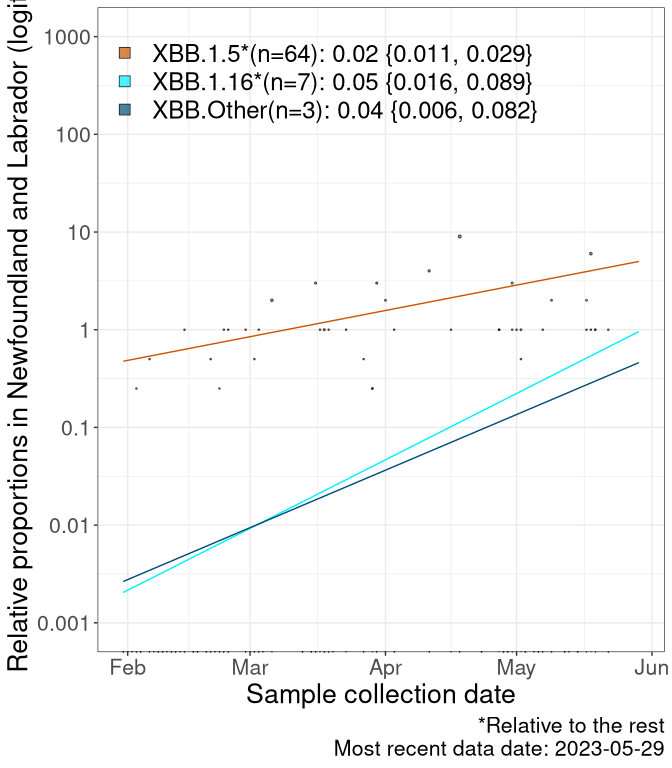 Relative proportions in Newfoundland and Labrador (logit
1000
100
10
1
0.1
0.01
0.001
XBB.1.5*(n=64): 0.02 {0.011, 0.029}
XBB.1.16*(n=7): 0.05 {0.016, 0.089}
XBB.Other(n=3): 0.04 {0.006, 0.082}
Feb Mar Apr May Jun
Sample collection date
*Relative to the rest
Most recent data date: 2023-05-29